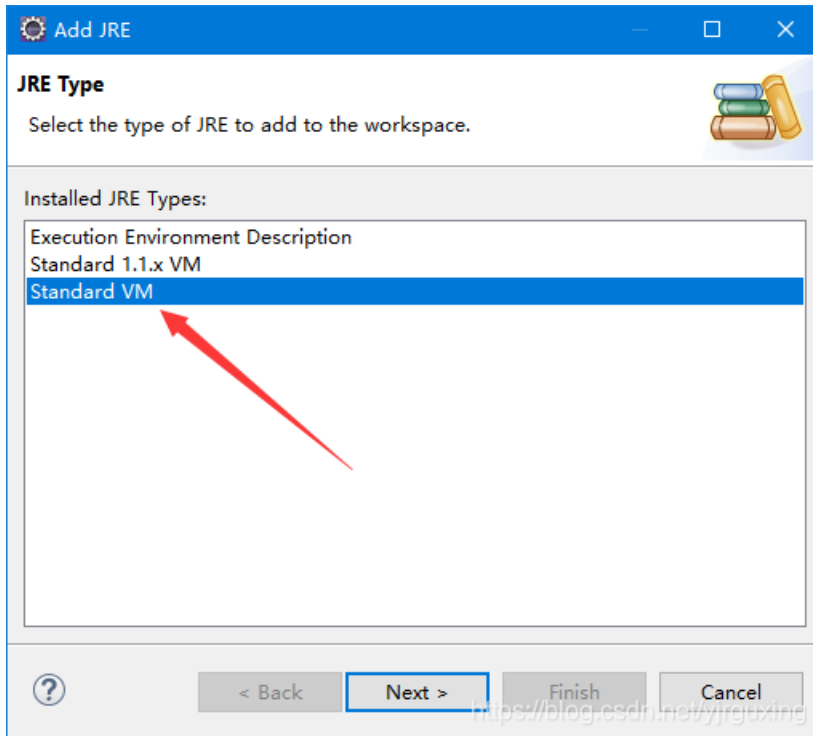 Add JRE
JRE Type
Select the type of JRE to add to the workspace.
Installed JRE Types:
Execution Environment Description
Standard 1.1.x VM
Standard VM
?
< Back Next > Finish Cancel
https://blog.csdn.net/yjrguxing